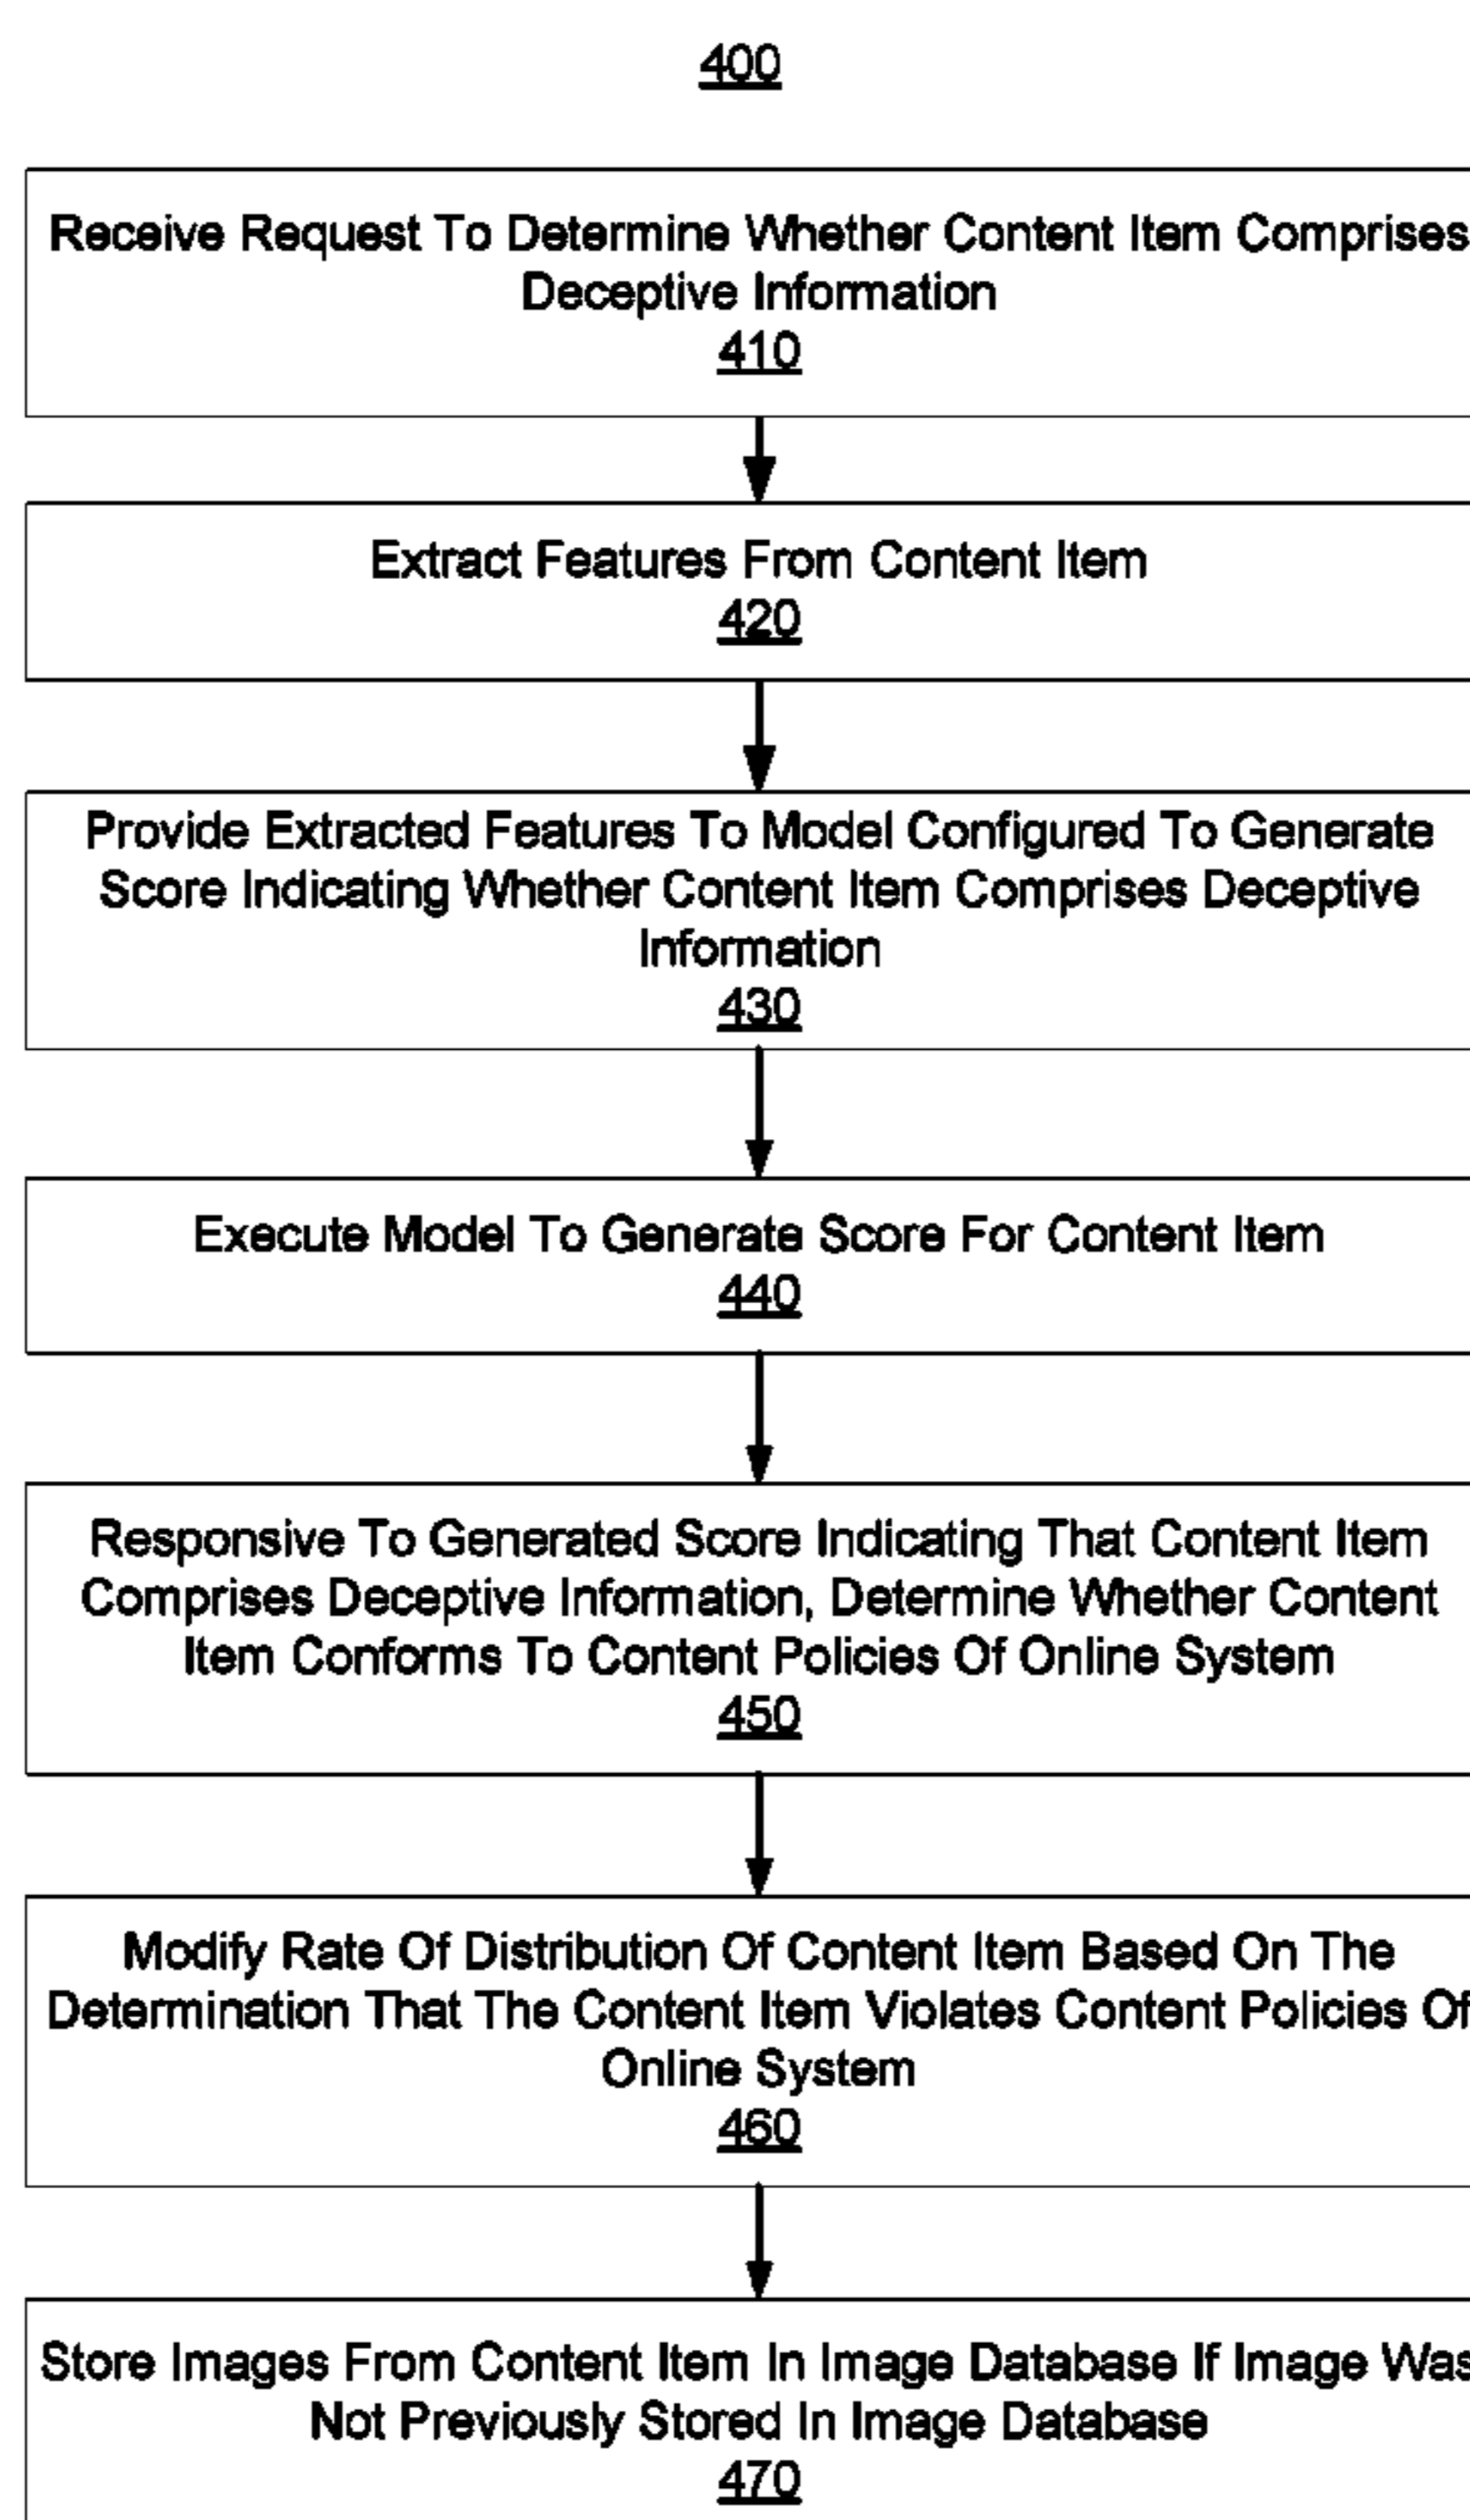 400
Receive Request To Determine Whether Content Item Comprises
Deceptive Information
410
Extract Features From Content Item
420
Provide Extracted Features To Model Configured To Generate
Score Indicating Whether Content Item Comprises Deceptive
Information
430
Execute Model To Generate Score For Content Item
440
Responsive To Generated Score Indicating That Content Item
Comprises Deceptive Information, Determine Whether Content
Item Conforms To Content Policies Of Online System
450
Modify Rate Of Distribution Of Content Item Based On The
Determination That The Content Item Violates Content Policies Of
Online System
460
Store Images From Content Item In Image Database If Image Was
Not Previously Stored In Image Database
470